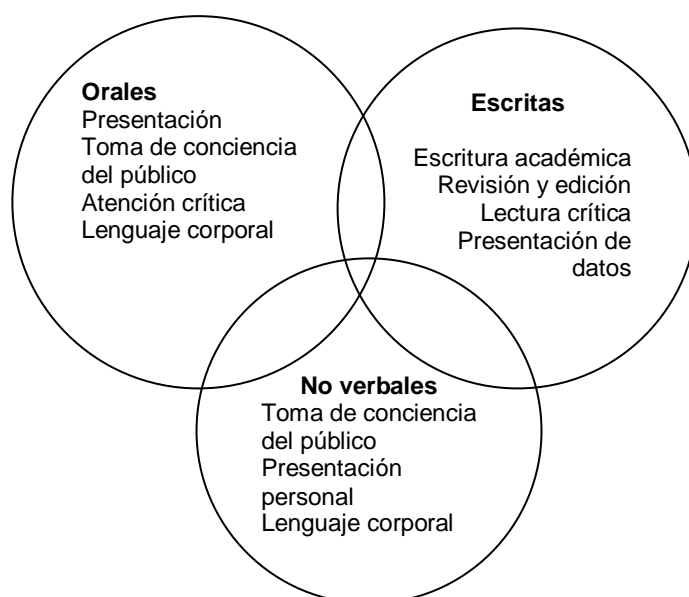 Orales
Presentación
Toma de conciencia
del público
Atención crítica
Lenguaje corporal
Escritas
Escritura académica
Revisión y edición
Lectura crítica
Presentación de
datos
No verbales
Toma de conciencia
del público
Presentación
personal
Lenguaje corporal